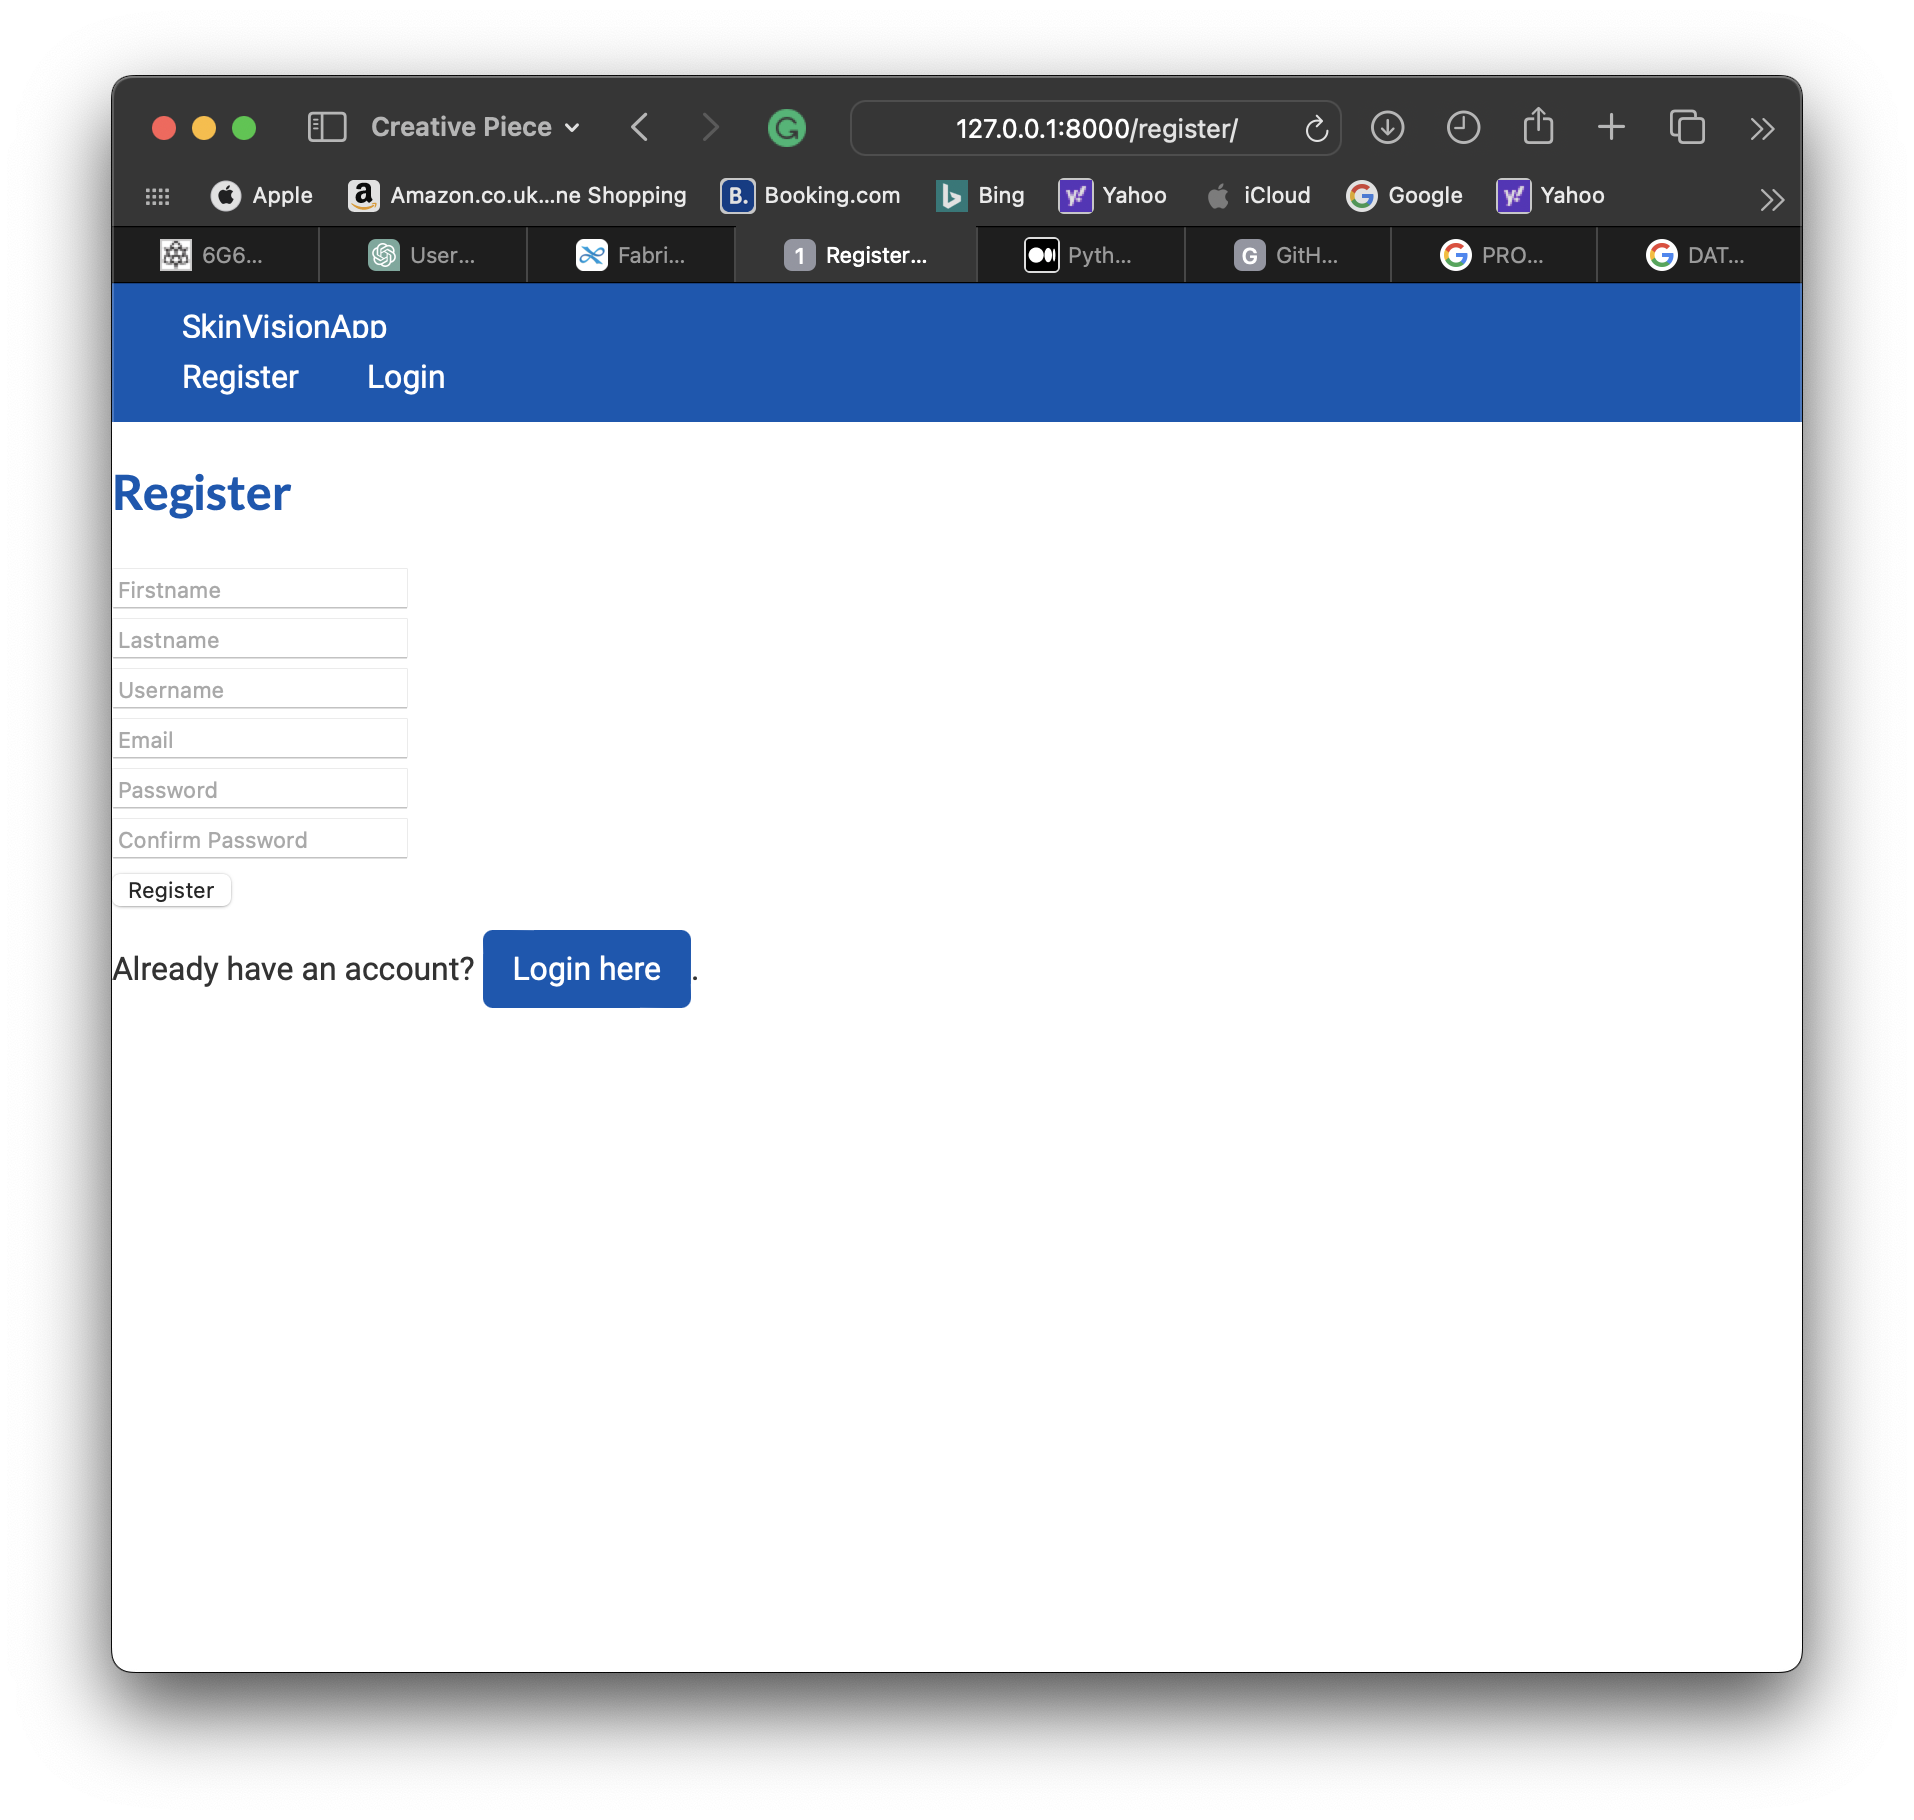 Creative Piece
127.0.0.1:8000/register/
Apple
Amazon.co.uk...ne Shopping
B. Booking.com
Bing
Yahoo
iCloud
Google
Yahoo
6G6...
User...
Fabri...
1 Register...
Pyth...
G GitH...
PRO...
DAT...
SkinVisionApp
Register Login
Register
Firstname
Lastname
Username
Email
Password
Confirm Password
Register
Already have an account? Login here.